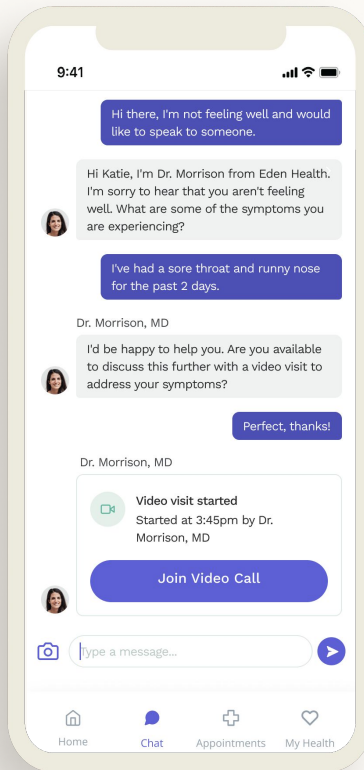 9:41
Hi there, I'm not feeling well and would
like to speak to someone.
Hi Katie, I'm Dr. Morrison from Eden Health.
I'm sorry to hear that you aren't feeling
well. What are some of the symptoms you
are experiencing?
I've had a sore throat and runny nose
for the past 2 days.
Dr. Morrison, MD
I'd be happy to help you. Are you available
to discuss this further with a video visit to
address your symptoms?
Perfect, thanks!
Dr. Morrison, MD
Video visit started
Started at 3:45pm by Dr.
Morrison, MD
Join Video Call
Type a message...
Home
Chat
Appointments
My Health